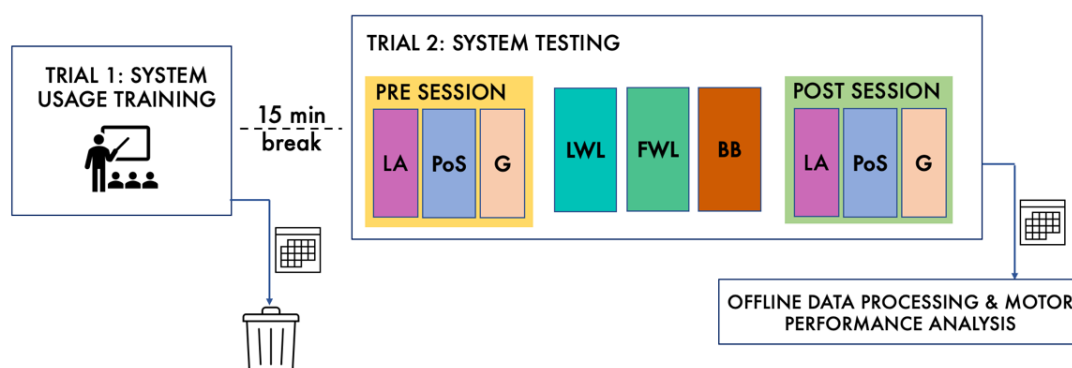 TRIAL 1: SYSTEM
USAGE TRAINING
15 min
break
TRIAL 2: SYSTEM TESTING
PRE SESSION
LA
PoS
G
LWL
FWL
BB
POST SESSION
LA
PoS
G
OFFLINE DATA PROCESSING & MOTOR
PERFORMANCE ANALYSIS